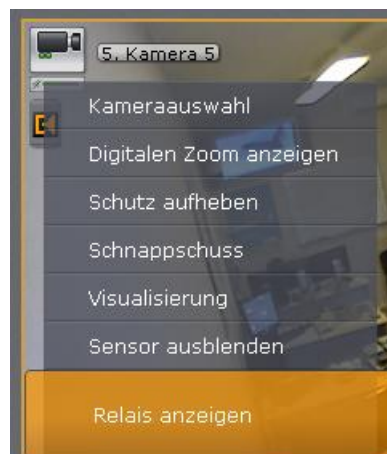 5. Kamera 5
Kameraauswahl
Digitalen Zoom anzeigen
Schutz aufheben
Schnappschuss
Visualisierung
Sensor ausblenden
Relais anzeigen